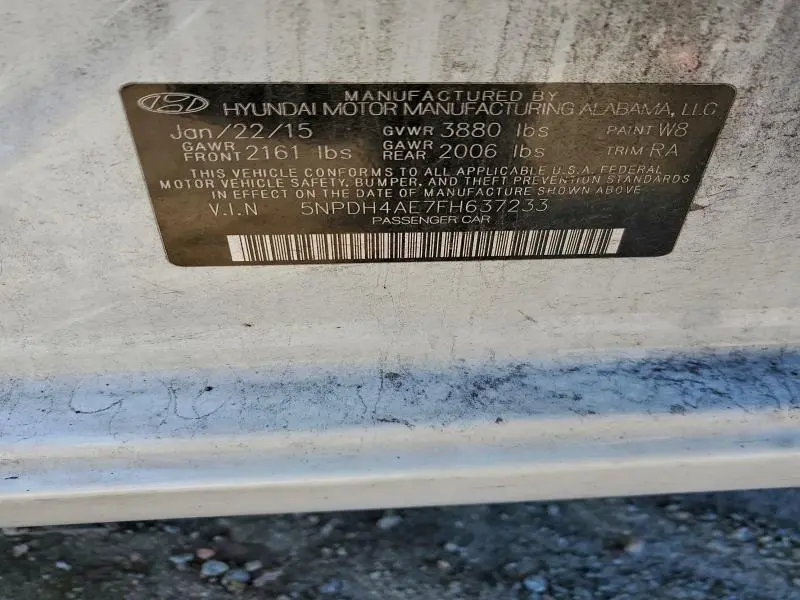 MANUFACTURED BY
HYUNDAI MOTOR MANUFACTURING ALABAMA, LLC
Jan/22/15 GVWR 3880 lbs PAINT W8
GAWR FRONT 2161 lbs GAWR REAR 2006 lbs TRIM RA
THIS VEHICLE CONFORMS TO ALL APPLICABLE U.S.A. FEDERAL
MOTOR VEHICLE SAFETY, BUMPER, AND THEFT PREVENTION STANDARDS
IN EFFECT ON THE DATE OF MANUFACTURE SHOWN ABOVE
V.I.N 5NPDH4AE7FH637233
PASSENGER CAR